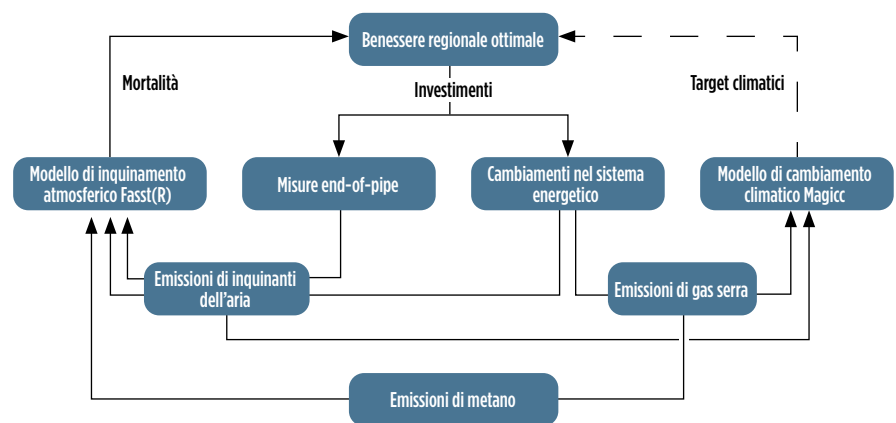 Benessere regionale ottimale
Mortalità
Investimenti
Target climatici
Modello di inquinamento
atmosferico Fasst(R)
Misure end-of-pipe
Cambiamenti nel sistema
energetico
Modello di cambiamento
climatico Magicc
Emissioni di inquinanti
dell'aria
Emissioni di gas serra
Emissioni di metano